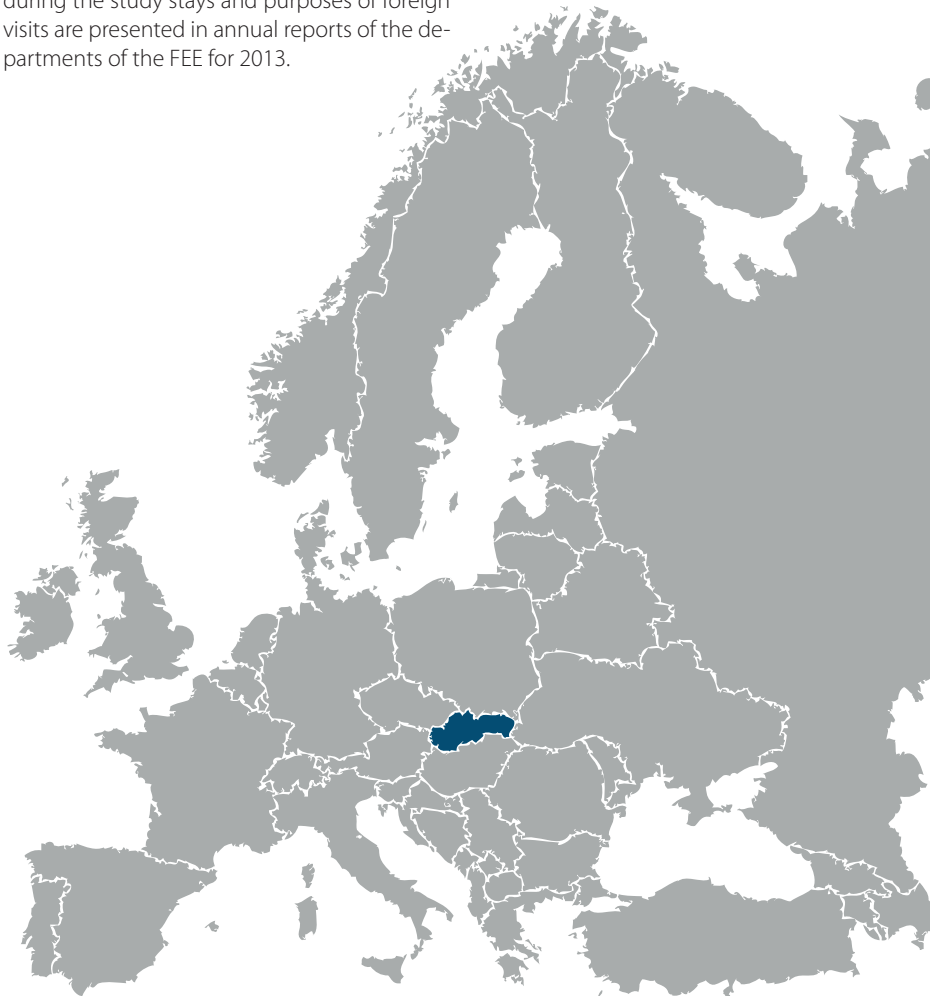 during the study stays and purposes of foreign
visits are presented in annual reports of the de-
partments of the FEE for 2013.